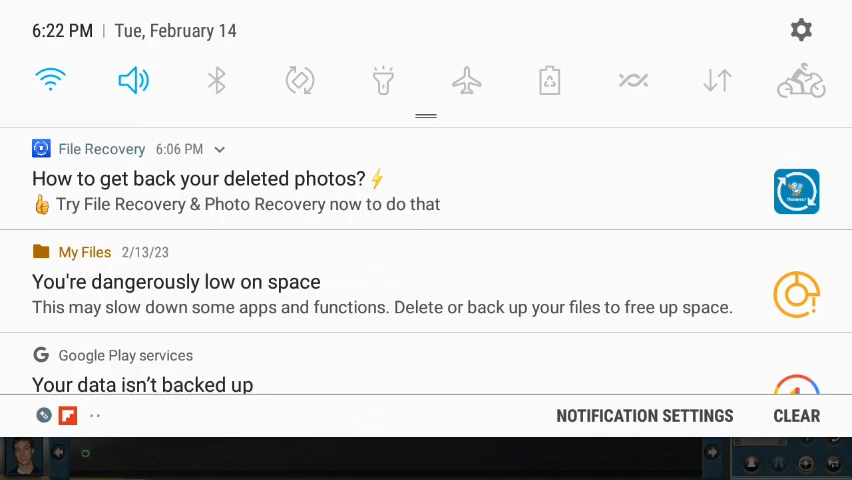 6:22 PM | Tue, February 14
File Recovery 6:06 PM
How to get back your deleted photos?⚡
👍 Try File Recovery & Photo Recovery now to do that
My Files 2/13/23
You're dangerously low on space
This may slow down some apps and functions. Delete or back up your files to free up space.
Google Play services
Your data isn't backed up
NOTIFICATION SETTINGS CLEAR